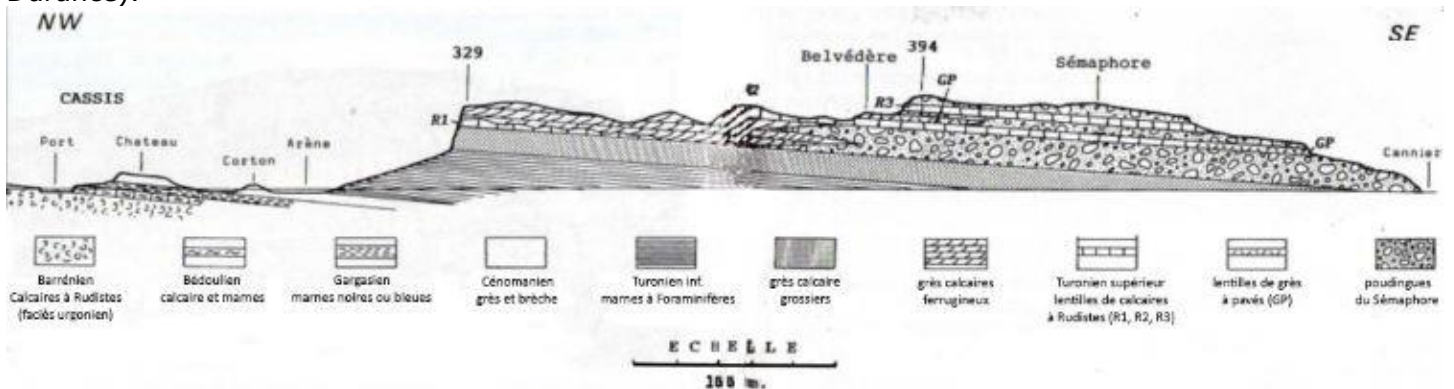 NW
SE
329
Belvédère
394
GP
Sémaphore
CASSIS
R1
R3
Port
Chateau
Corton
Arène
GP
Cannier
Barrénien
Calcaires à Rudistes
(faciès urgonien)
Bédoulien
calcaire et marnes
Gargasien
marnes noires ou bleues
Cénomanien
grès et brèche
Turonien inf.
marnes à Foraminifères
grès calcaire
grossiers
grès calcaires
ferrugineux
Turonien supérieur
lentilles de calcaires
à Rudistes (R1, R2, R3)
lentilles de grès
à pavés (GP)
poudingues
du Sémaphore
ECHELLE
m.